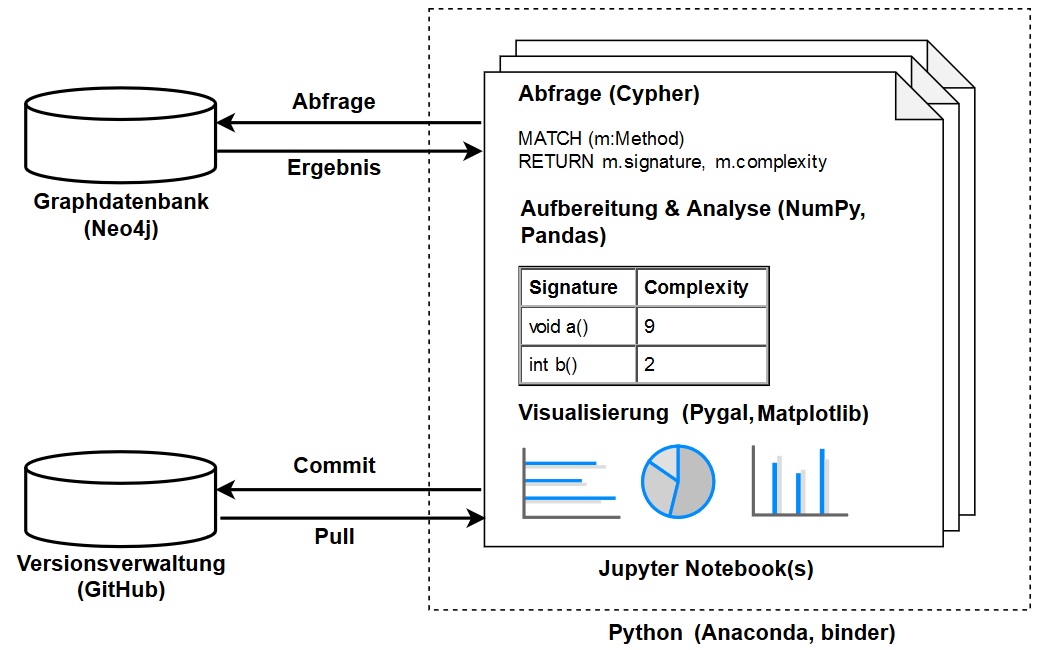 Abfrage
Ergebnis
Graphdatenbank
(Neo4j)
Abfrage (Cypher)
MATCH (m:Method)
RETURN m.signature, m.complexity
Aufbereitung & Analyse (NumPy,
Pandas)
Signature Complexity
void a() 9
int b() 2
Visualisierung (Pygal, Matplotlib)
Commit
Pull
Versionsverwaltung
(GitHub)
Jupyter Notebook(s)
Python (Anaconda, binder)